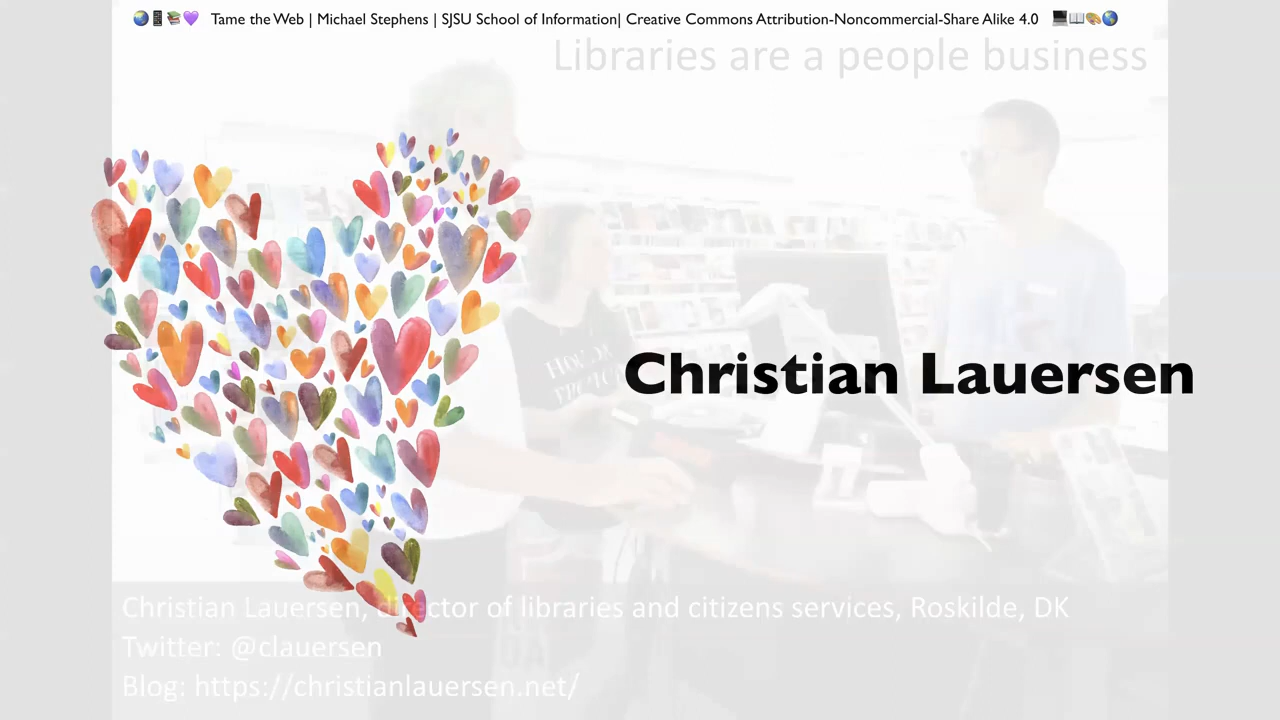 🌎📱📚💜 Tame the Web | Michael Stephens | SJSU School of Information| Creative Commons Attribution-Noncommercial-Share Alike 4.0 💻📖🎨🌎
Libraries are a people business
Christian Lauersen
Christian Lauersen, director of libraries and citizens services, Roskilde, DK
Twitter: @clauersen
Blog: https://christianlauersen.net/